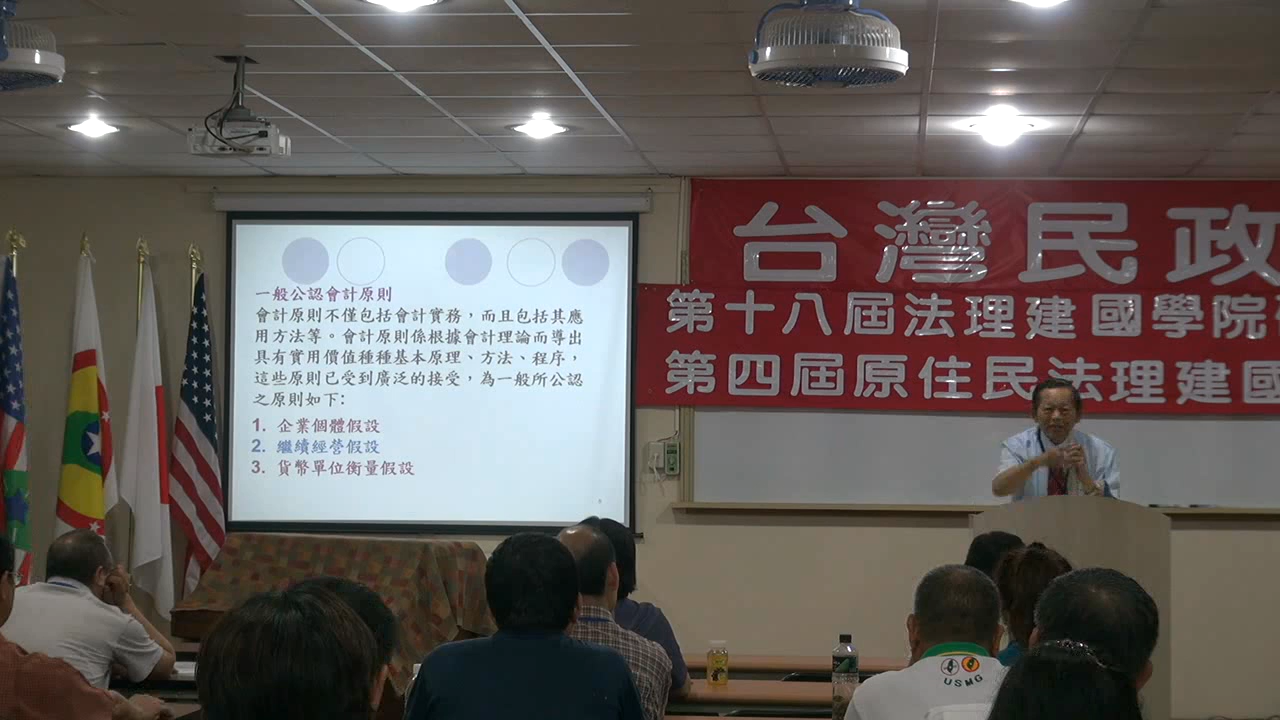 一般公認會計原則
會計原則不僅包括會計實務，而且包括其應
用方法等。會計原則係根據會計理論而導出
具有實用價值種種基本原理、方法、程序，
這些原則已受到廣泛的接受，為一般所公認
之原則如下：
1. 企業個體假設
2. 繼續經營假設
3. 貨幣單位衡量假設
台灣民政
第十八屆法理建國學院
第四屆原住民法理建國
USMG